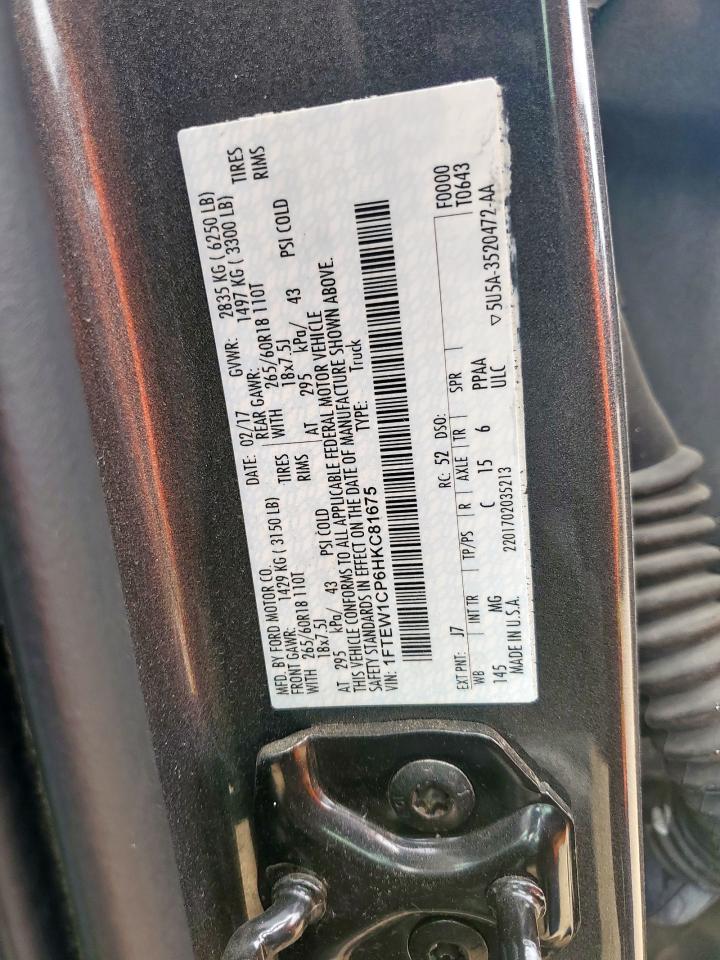 MFD. BY FORD MOTOR CO. DATE: 02/17 GVWR: 2835 KG ( 6250 LB)
FRONT GAWR: 1429 KG ( 3150 LB) REAR GAWR: 1497 KG ( 3300 LB)
WITH 265/60R18 110T TIRES WITH 265/60R18 110T TIRES
18x7.5J RIMS 18x7.5J RIMS
AT 295 kPa/ 43 PSI COLD AT 295 kPa/ 43 PSI COLD
THIS VEHICLE CONFORMS TO ALL APPLICABLE FEDERAL MOTOR VEHICLE
SAFETY STANDARDS IN EFFECT ON THE DATE OF MANUFACTURE SHOWN ABOVE.
VIN: 1FTEW1CP6HKC81675 TYPE: Truck
F0000
T0643
EXT PNT: J7 RC: 52 DSO:
WB INT TR TP/PS R AXLE TR SPR
145 MG C 15 6 PPAA
MADE IN U.S.A. 2201702035213 ULC
▽ 5U5A-3520472-AA